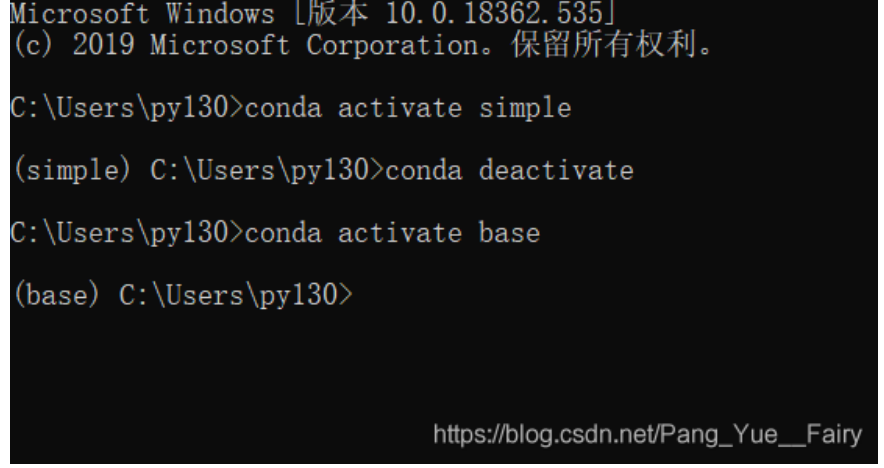 Microsoft Windows [版本 10.0.18362.535]
(c) 2019 Microsoft Corporation。保留所有权利。
C:\Users\py130>conda activate simple
(simple) C:\Users\py130>conda deactivate
C:\Users\py130>conda activate base
(base) C:\Users\py130>
https://blog.csdn.net/Pang_Yue__Fairy